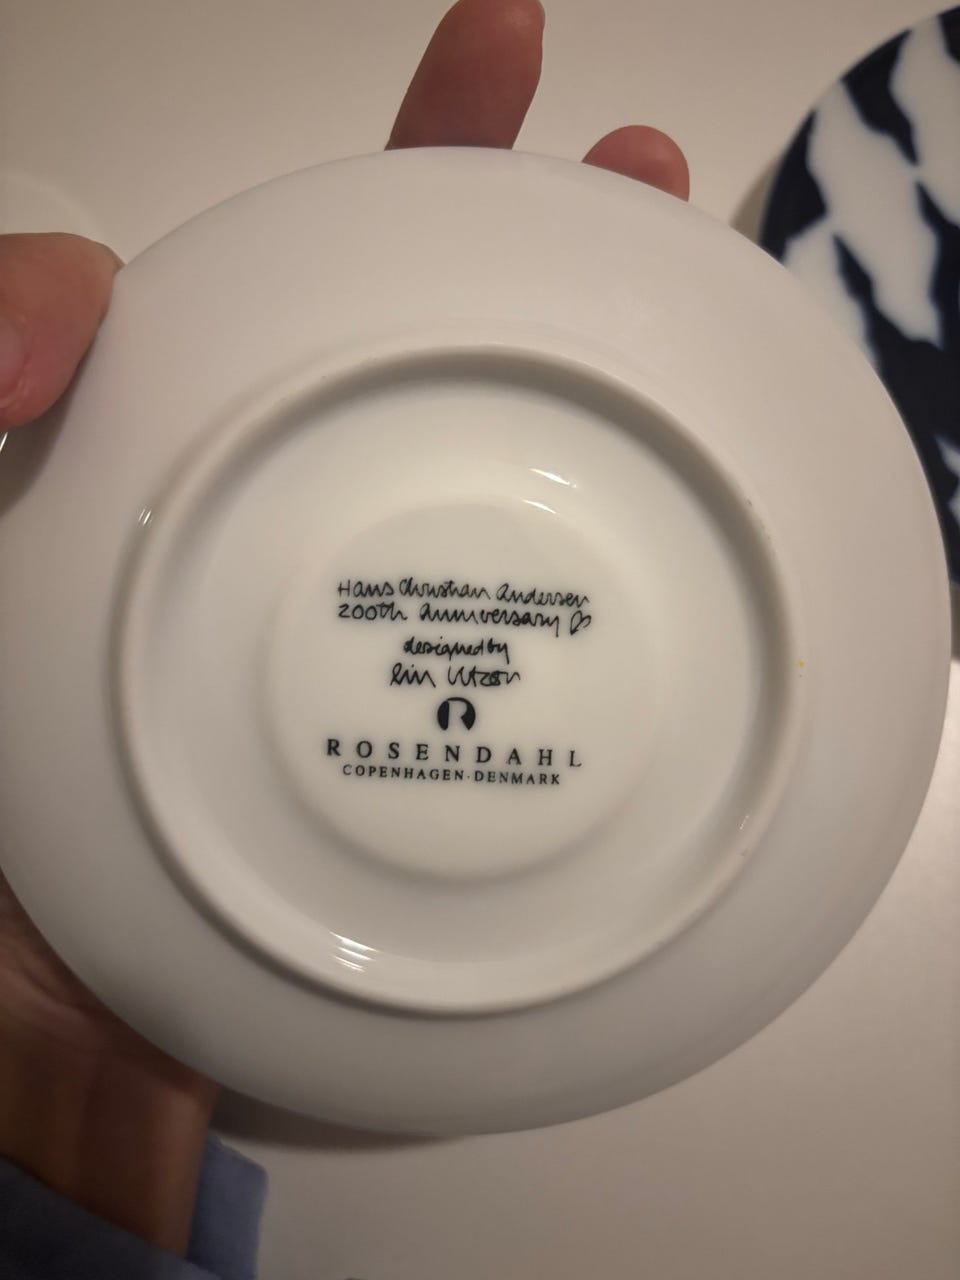 Hans Christian Andersen
200th anniversary
designed by
Lin Utzon
R
ROSENDAHL
COPENHAGEN·DENMARK